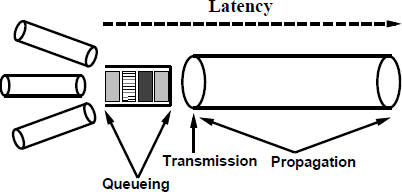 Latency
Transmission
Propagation
Queueing